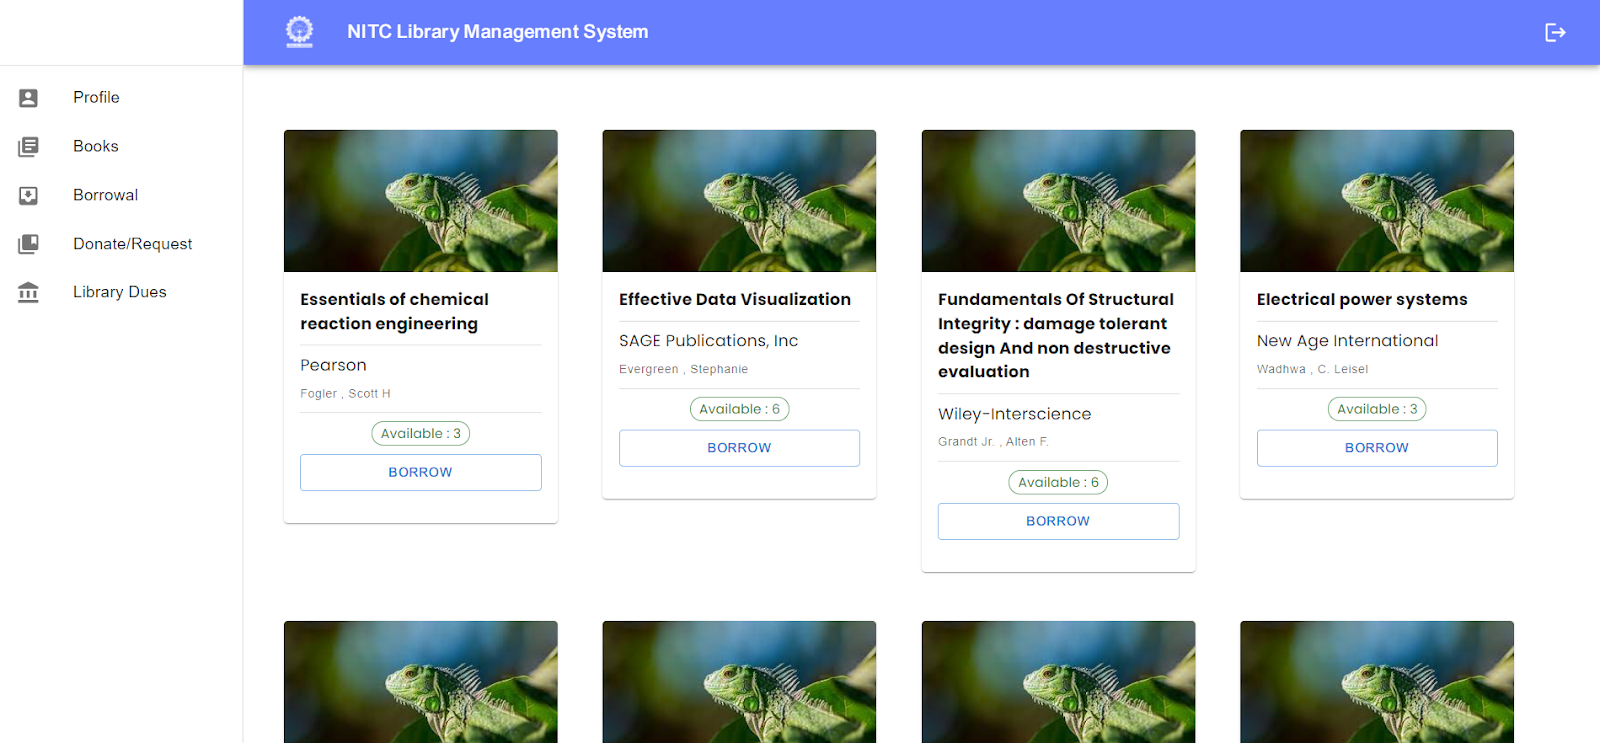 NITC Library Management System
Profile
Books
Borrowal
Donate/Request
Library Dues
Essentials of chemical
reaction engineering
Pearson
Fogler , Scott H
Available : 3
BORROW
Effective Data Visualization
SAGE Publications, Inc
Evergreen , Stephanie
Available : 6
BORROW
Fundamentals Of Structural
Integrity : damage tolerant
design And non destructive
evaluation
Wiley-Interscience
Grandt Jr. , Alten F.
Available : 6
BORROW
Electrical power systems
New Age International
Wadhwa , C. Leisel
Available : 3
BORROW